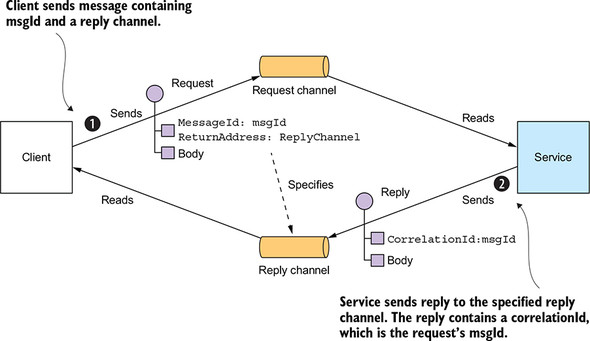 Client sends message containing
msgId and a reply channel.
Request
Request channel
Sends
1
MessageId: msgId
ReturnAddress: ReplyChannel
Body
Reads
Client
Service
Specifies
Reply
2
Sends
Reads
CorrelationId:msgId
Body
Reply channel
Service sends reply to the specified reply
channel. The reply contains a correlationId,
which is the request's msgId.